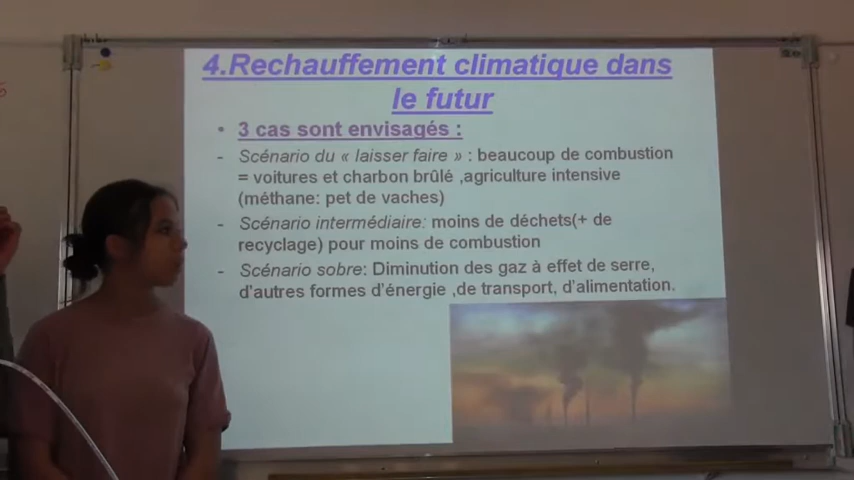 4.Rechauffement climatique dans
le futur
• 3 cas sont envisagés :
- Scénario du « laisser faire » : beaucoup de combustion
= voitures et charbon brûlé ,agriculture intensive
(méthane: pet de vaches)
- Scénario intermédiaire: moins de déchets(+ de
recyclage) pour moins de combustion
- Scénario sobre: Diminution des gaz à effet de serre,
d'autres formes d'énergie ,de transport, d'alimentation.